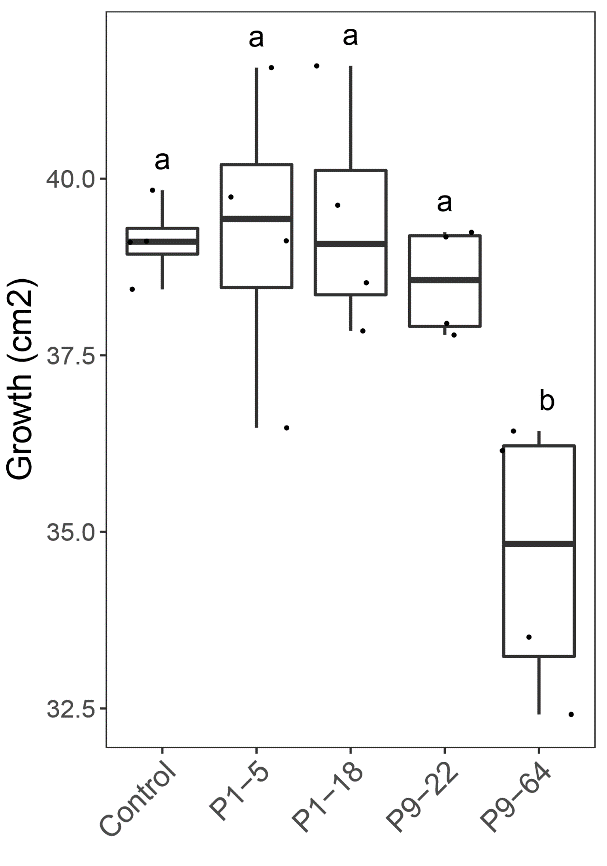 Growth (cm2)
40.0
37.5
35.0
32.5
a
a
a
a
b
Control
P1−5
P1−18
P9−22
P9−64